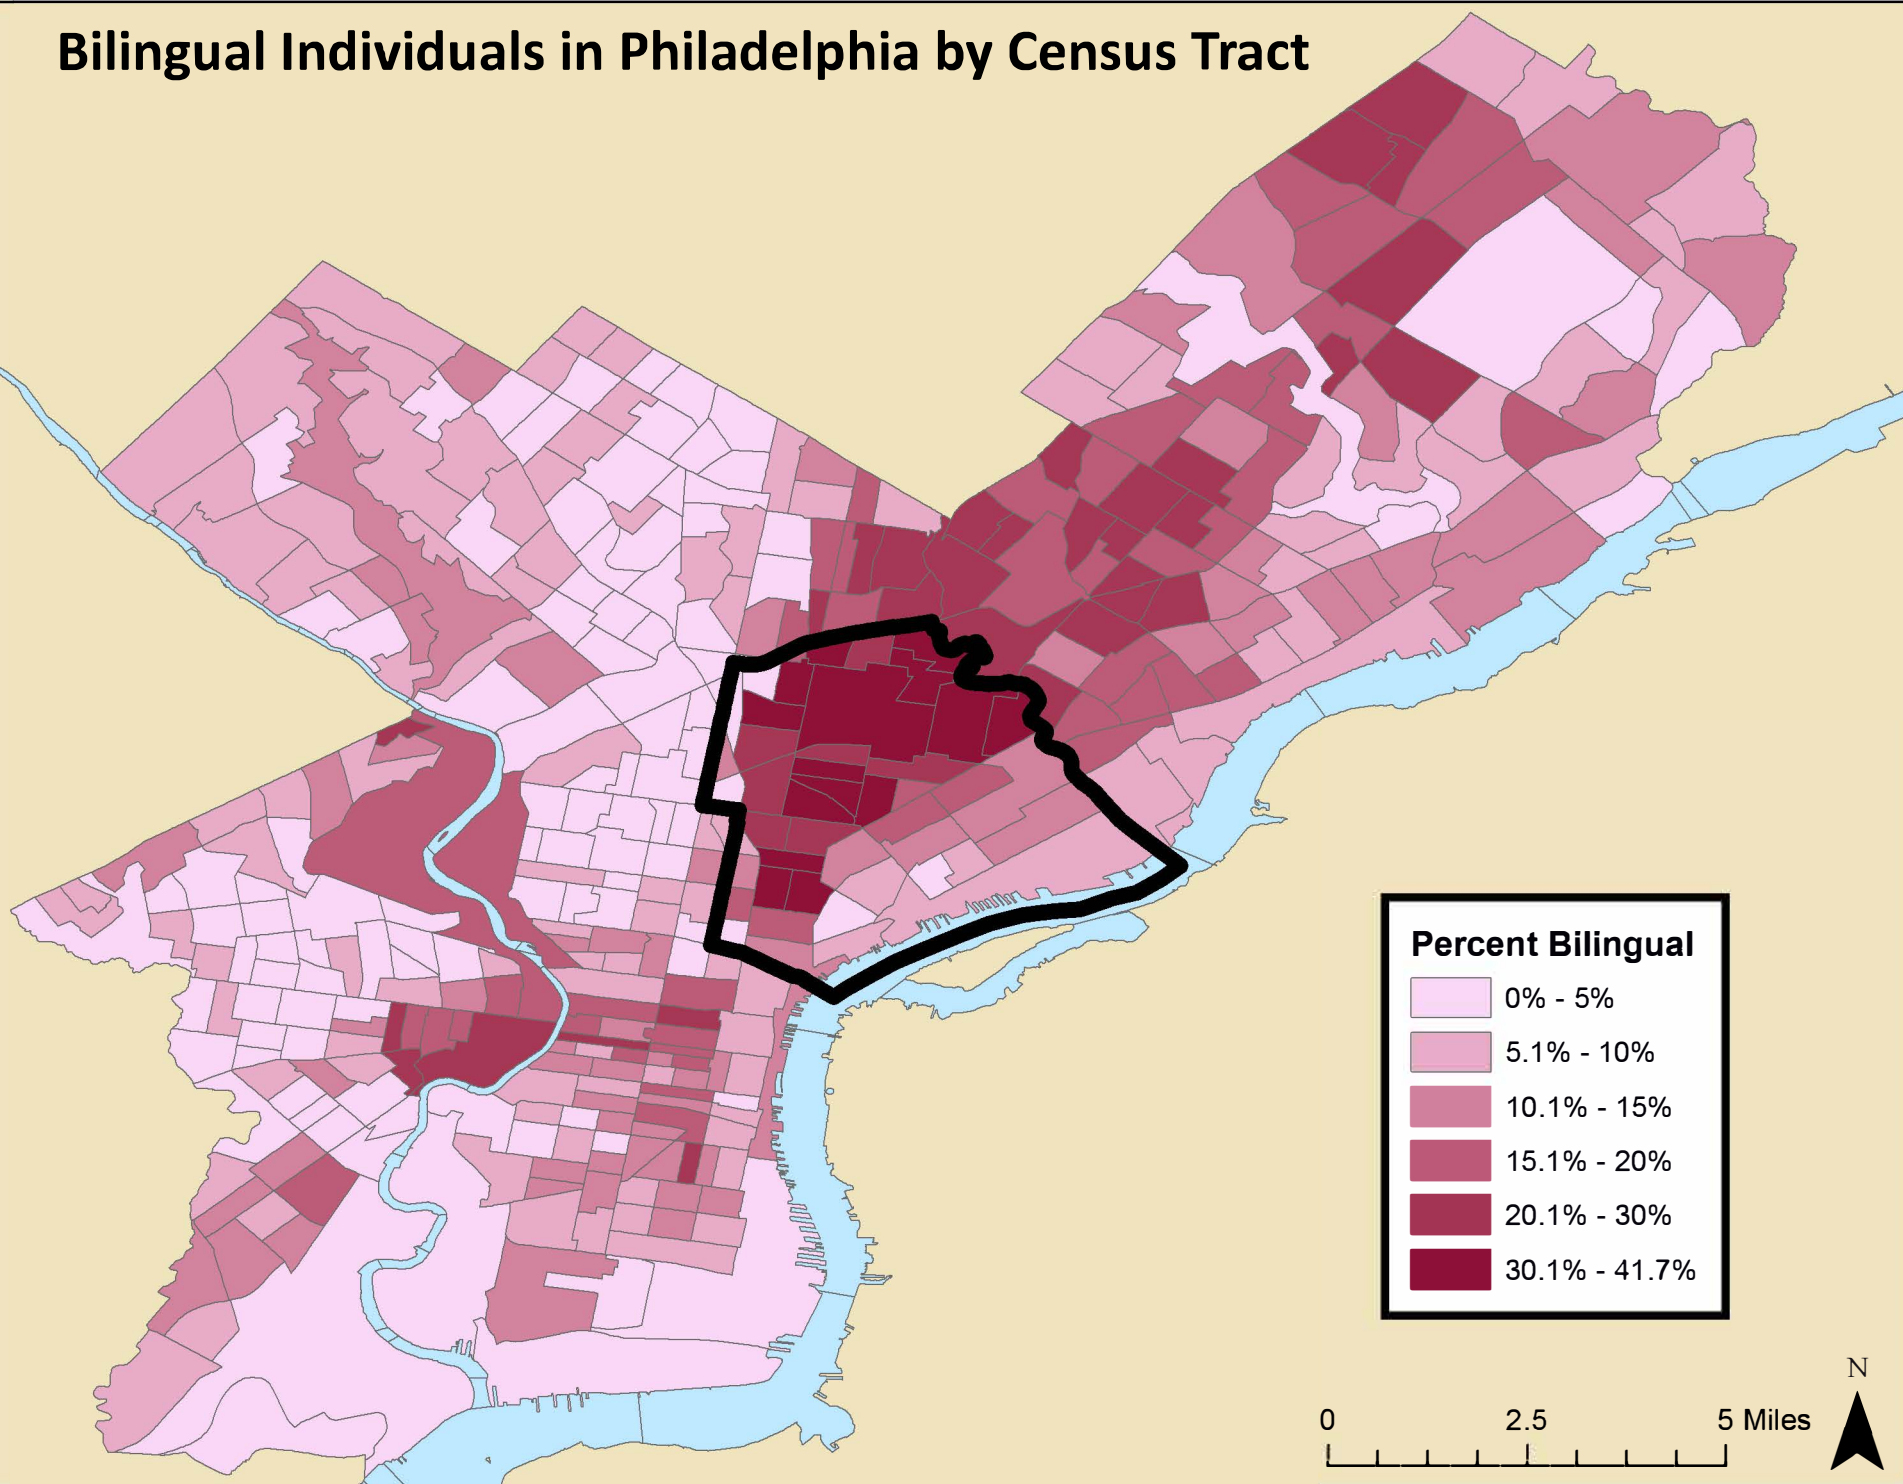 Bilingual Individuals in Philadelphia by Census Tract
Percent Bilingual
0% - 5%
5.1% - 10%
10.1% - 15%
15.1% - 20%
20.1% - 30%
30.1% - 41.7%
N
0 2.5 5 Miles